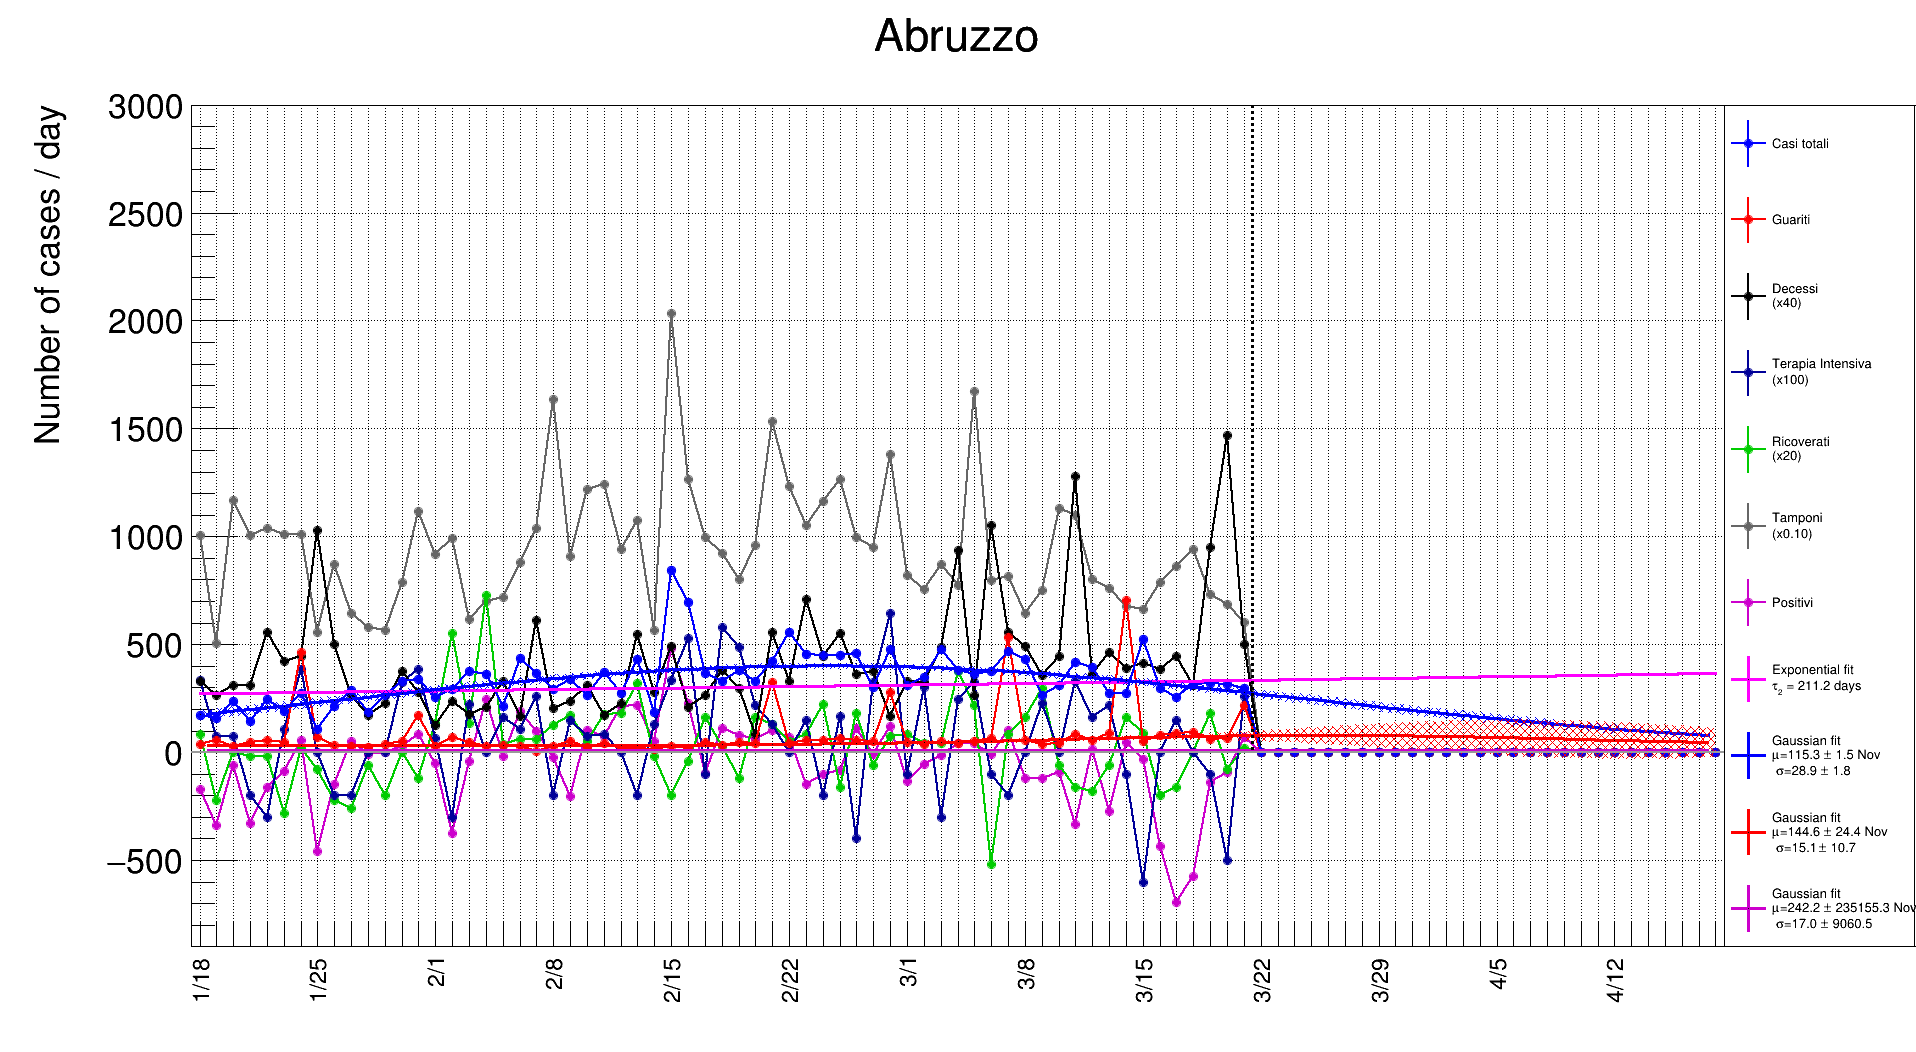 Abruzzo
Number of cases / day
3000
2500
2000
1500
1000
500
0
−500
1/18
1/25
2/1
2/8
2/15
2/22
3/1
3/8
3/15
3/22
3/29
4/5
4/12
Casi totali
Guariti
Decessi
(x40)
Terapia Intensiva
(x100)
Ricoverati
(x20)
Tamponi
(x0.10)
Positivi
Exponential fit
τ₂ = 211.2 days
Gaussian fit
μ=115.3 ± 1.5 Nov
σ=28.9 ± 1.8
Gaussian fit
μ=144.6 ± 24.4 Nov
σ=15.1 ± 10.7
Gaussian fit
μ=242.2 ± 235155.3 Nov
σ=17.0 ± 9060.5